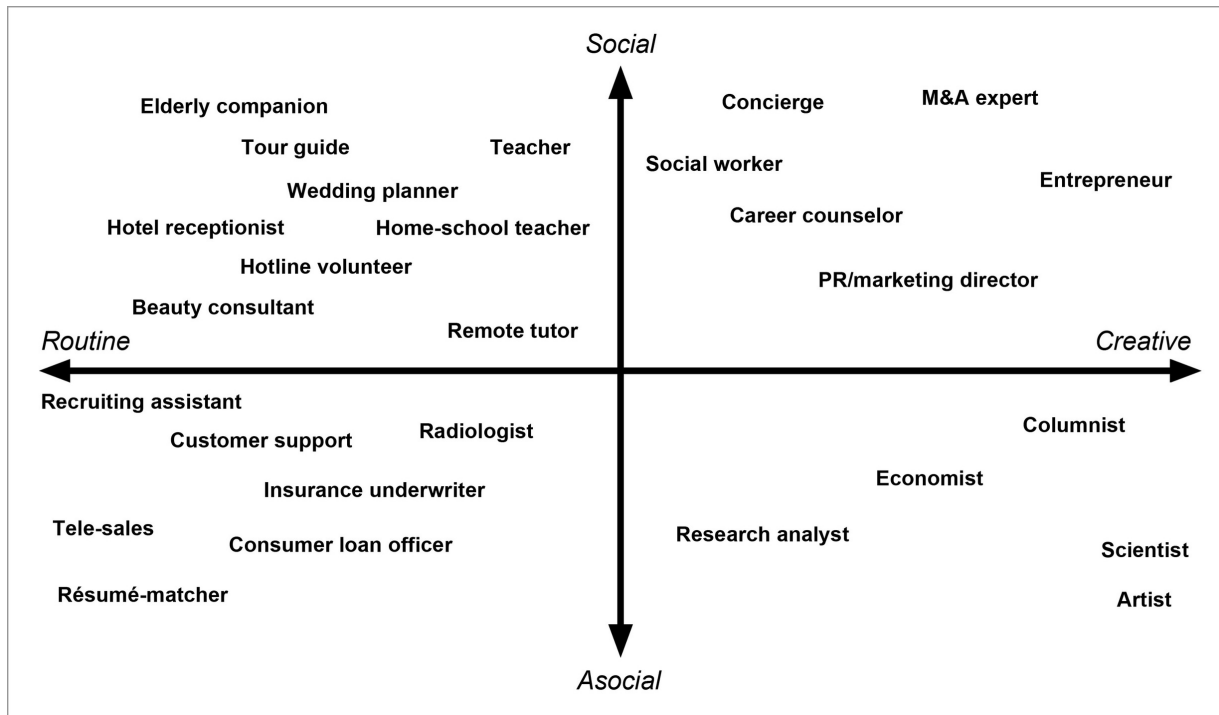 Social
Elderly companion
Concierge
M&A expert
Tour guide
Teacher
Social worker
Entrepreneur
Wedding planner
Career counselor
Hotel receptionist
Home-school teacher
Hotline volunteer
PR/marketing director
Beauty consultant
Remote tutor
Routine
Creative
Recruiting assistant
Customer support
Radiologist
Columnist
Insurance underwriter
Economist
Tele-sales
Consumer loan officer
Research analyst
Scientist
Résumé-matcher
Artist
Asocial